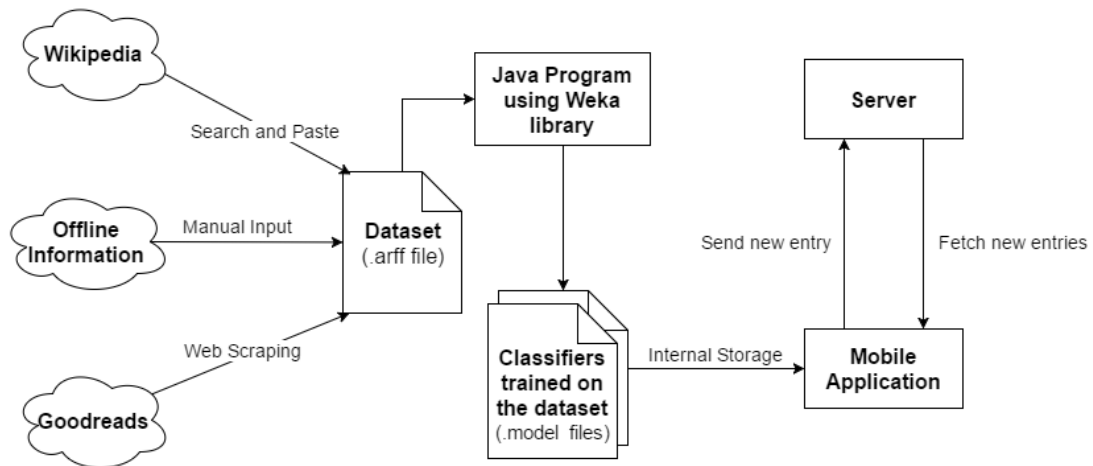 Wikipedia
Search and Paste
Offline
Information
Manual Input
Goodreads
Web Scraping
Dataset
(.arff file)
Java Program
using Weka
library
Classifiers
trained on
the dataset
(.model files)
Internal Storage
Server
Send new entry
Fetch new entries
Mobile
Application